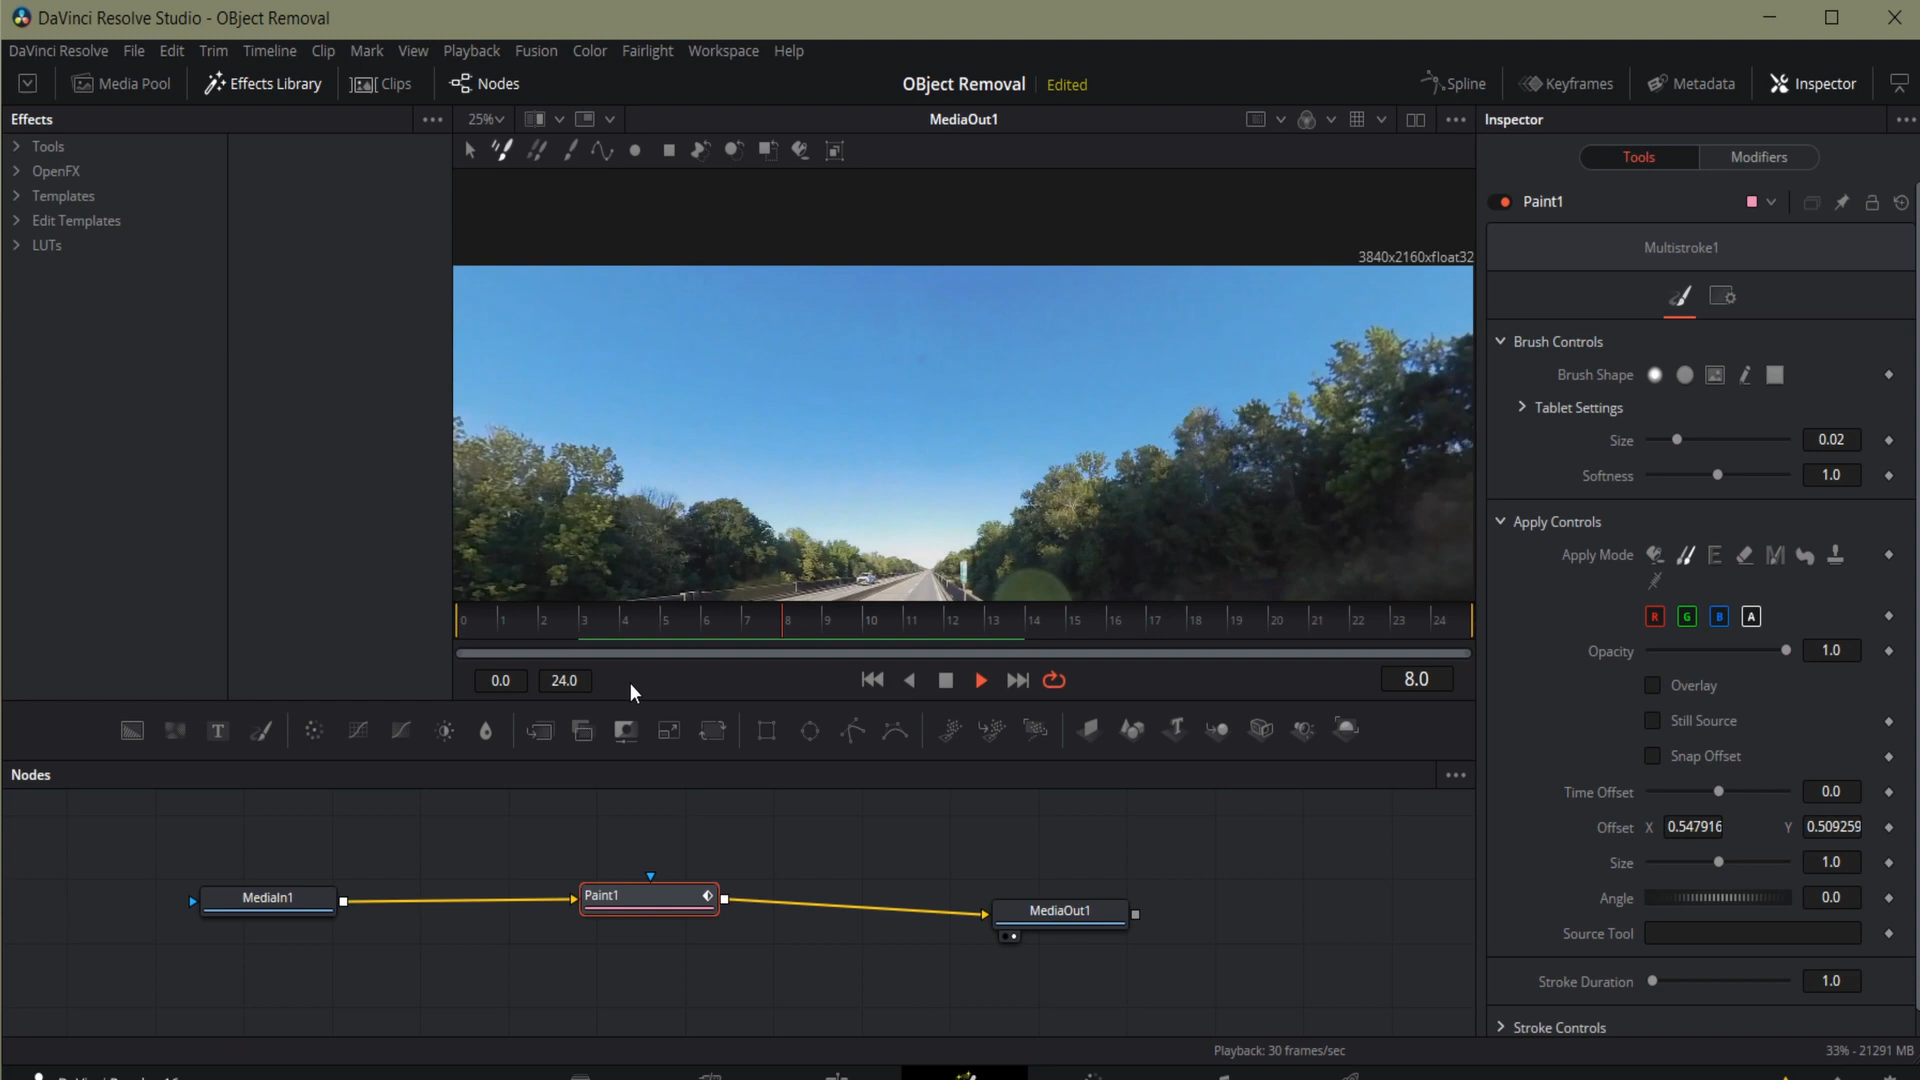 DaVinci Resolve Studio - OBject Removal
DaVinci Resolve File Edit Trim Timeline Clip Mark View Playback Fusion Color Fairlight Workspace Help
Media Pool Effects Library Clips Nodes OBject Removal Edited Spline Keyframes Metadata Inspector
Effects 25% MediaOut1 Inspector
Tools
OpenFX
Templates
Edit Templates
LUTs
Tools Modifiers
Paint1
Multistroke1
3840x2160xfloat32
Brush Controls
Brush Shape
Tablet Settings
Size 0.02
Softness 1.0
Apply Controls
Apply Mode
R G B A
0 1 2 3 4 5 6 7 8 9 10 11 12 13 14 15 16 17 18 19 20 21 22 23 24
Opacity 1.0
0.0 24.0 8.0
Overlay
Still Source
Snap Offset
Nodes
Time Offset 0.0
Offset X 0.547916 Y 0.509259
Size 1.0
MediaIn1 Paint1 MediaOut1
Angle 0.0
Source Tool
Stroke Duration 1.0
Stroke Controls
Playback: 30 frames/sec 33% - 21291 MB